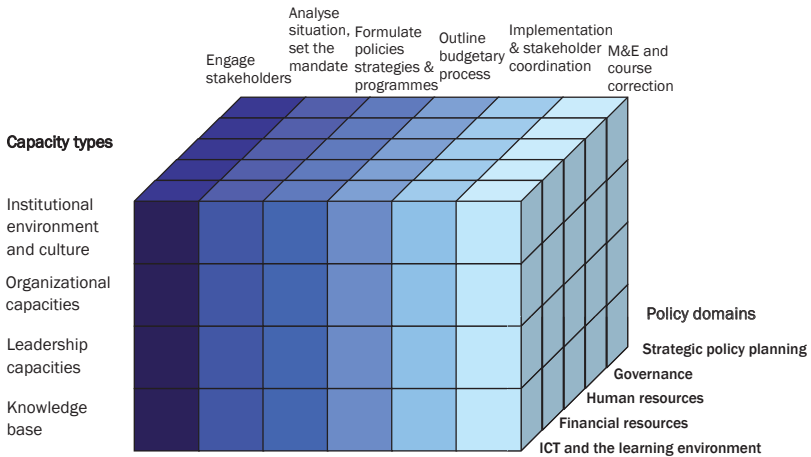 Engage
stakeholders
Analyse
situation,
set the
mandate
Formulate
policies
strategies &
programmes
Outline
budgetary
process
Implementation
& stakeholder
coordination
M&E and
course
correction
Capacity types
Institutional
environment
and culture
Organizational
capacities
Leadership
capacities
Knowledge
base
Policy domains
Strategic policy planning
Governance
Human resources
Financial resources
ICT and the learning environment